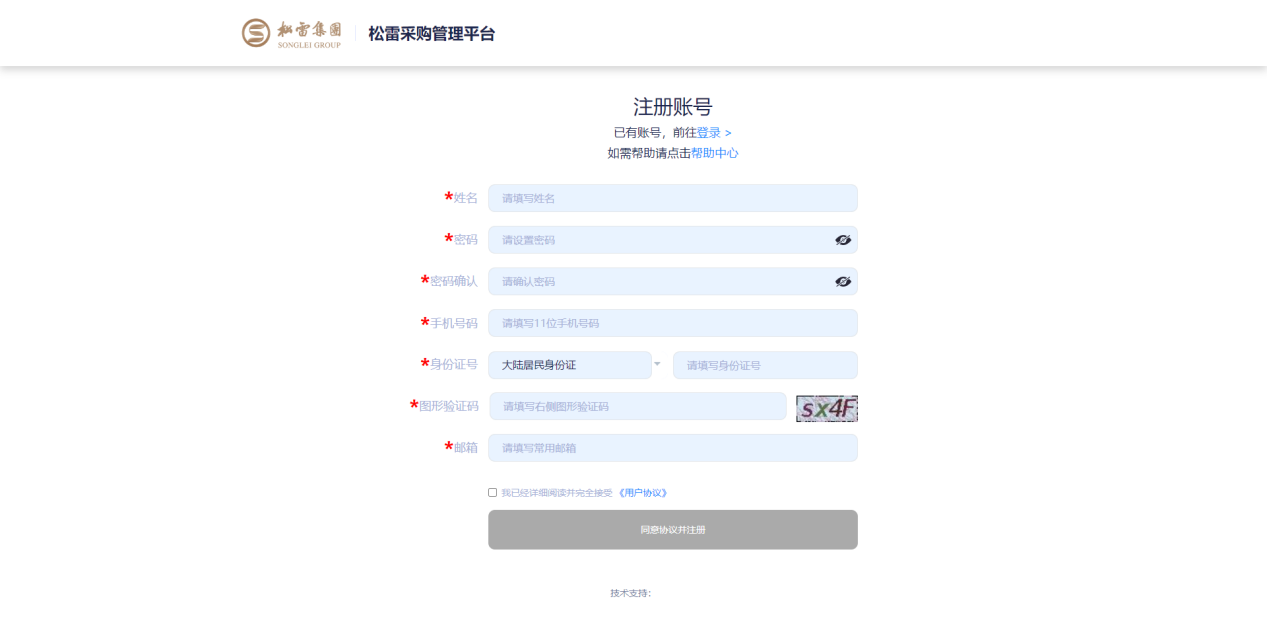 松雷集團
SONGLEI GROUP
松雷采购管理平台
注册账号
已有账号，前往登录 >
如需帮助请点击帮助中心
*姓名 请填写姓名
*密码 请设置密码
*密码确认 请确认密码
*手机号码 请填写11位手机号码
*身份证号 大陆居民身份证 请填写身份证号
*图形验证码 请填写右侧图形验证码 sx4F
*邮箱 请填写常用邮箱
我已经详细阅读并完全接受 《用户协议》
同意协议并注册
技术支持：